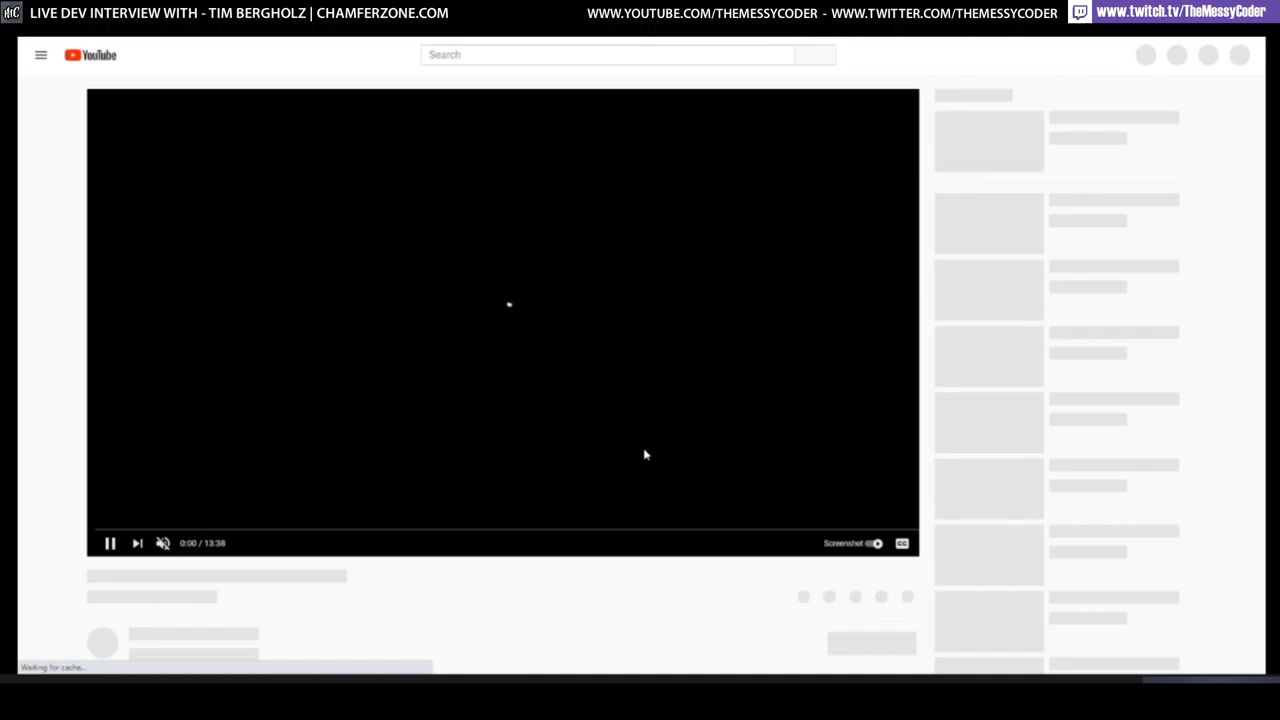 LIVE DEV INTERVIEW WITH - TIM BERGHOLZ | CHAMFERZONE.COM
WWW.YOUTUBE.COM/THEMESSYCODER - WWW.TWITTER.COM/THEMESSYCODER
www.twitch.tv/TheMessyCoder
YouTube
Search
0:00 / 13:38
Screenshot
CC
Waiting for cache...